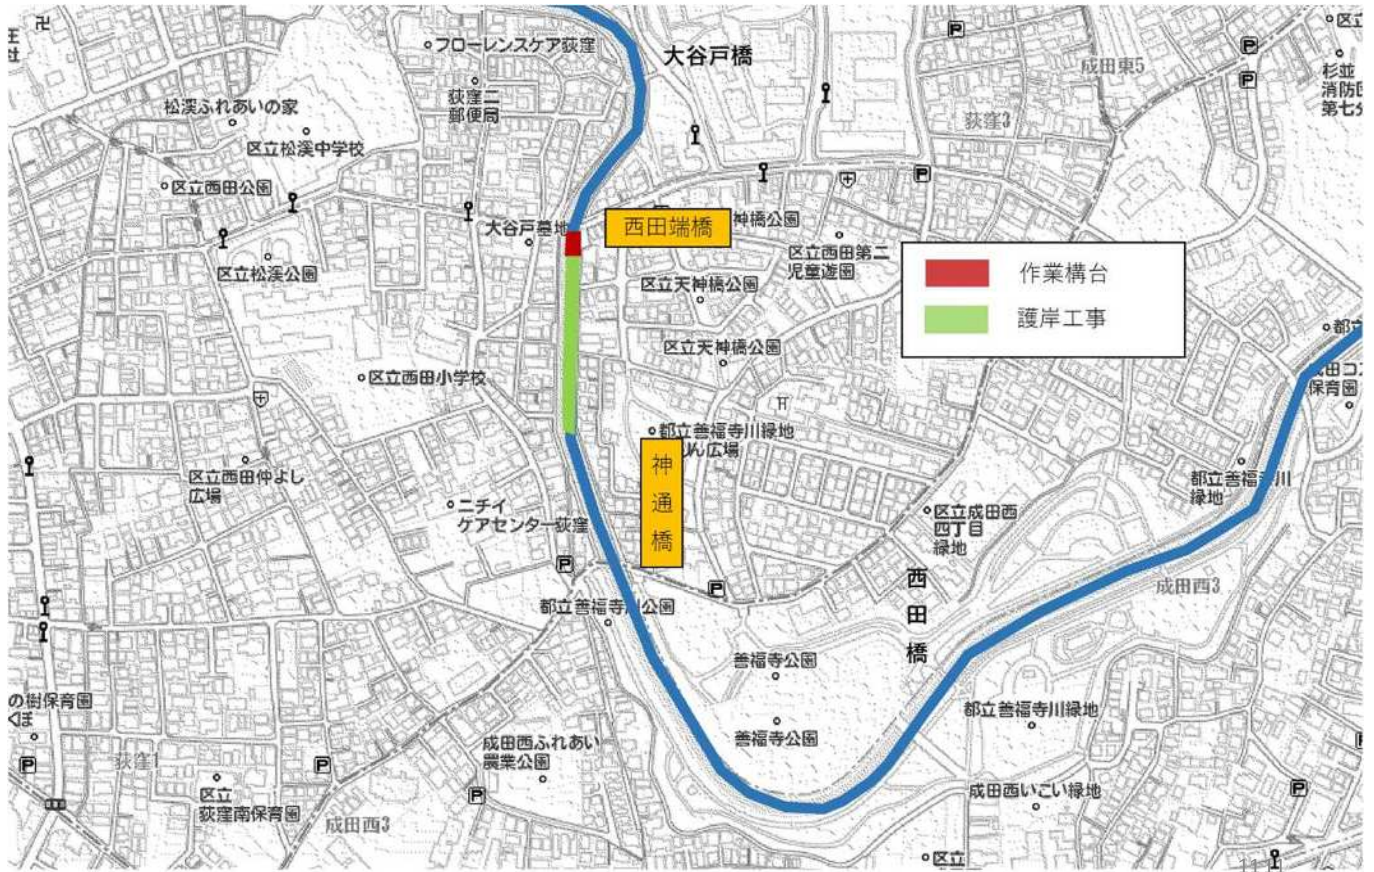 大谷戸橋
フローレンスケア荻窪
成田東5
杉並
消防団
荻窪二
郵便局
松渓ふれあいの家
荻窪3
区立松渓中学校
区立西田公園
西田端橋
神橋公園
大谷戸墓地
区立西田第二
児童遊園
区立松渓公園
区立天神橋公園
作業構台
護岸工事
区立天神橋公園
区立西田小学校
保育園
都立善福寺川緑地
広場
神
通
橋
区立西田仲よし
広場
都立善福寺川
緑地
ニチイ
ケアセンター荻窪
区立成田西
四丁目
緑地
西
田
橋
成田西3
都立善福寺川公園
善福寺公園
の樹保育園
くぼ
都立善福寺川緑地
善福寺公園
成田西ふれあい
農業公園
荻窪1
区立
荻窪南保育園
成田西いこい緑地
成田西3
区立